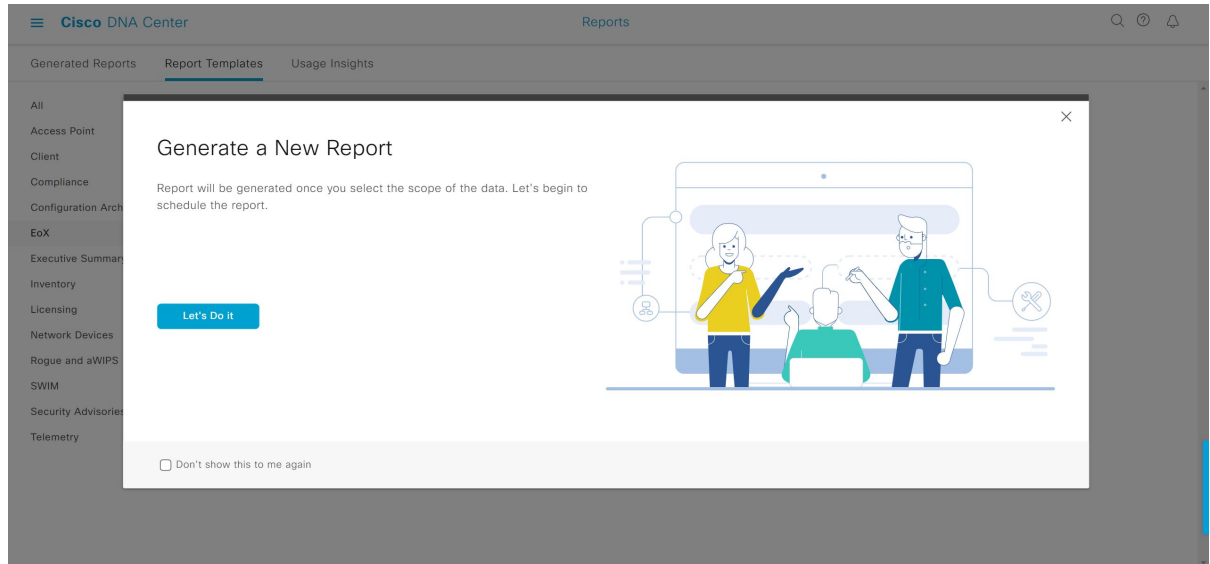 Cisco DNA Center
Reports
Generated Reports Report Templates Usage Insights
All
Access Point
Client
Compliance
Configuration Arch
EoX
Executive Summar
Inventory
Licensing
Network Devices
Rogue and aWIPS
SWIM
Security Advisories
Telemetry
Generate a New Report
Report will be generated once you select the scope of the data. Let's begin to
schedule the report.
Let's Do it
Don't show this to me again